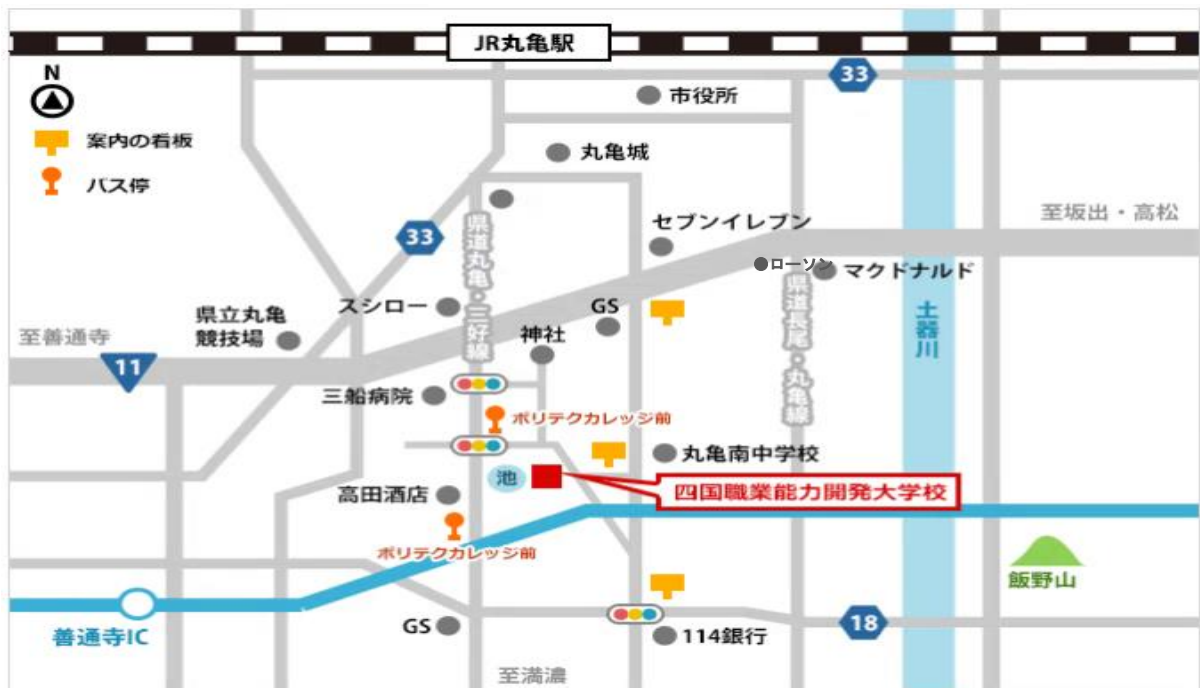 JR丸亀駅
N
33
市役所
案内の看板
丸亀城
バス停
至坂出・高松
セブンイレブン
33
県道丸亀・三好線
ローソン
マクドナルド
県道長尾・丸亀線
土器川
スシロー
GS
県立丸亀
競技場
神社
至善通寺
11
三船病院
ポリテクカレッジ前
丸亀南中学校
池
四国職業能力開発大学校
高田酒店
ポリテクカレッジ前
飯野山
善通寺IC
GS
18
114銀行
至満濃